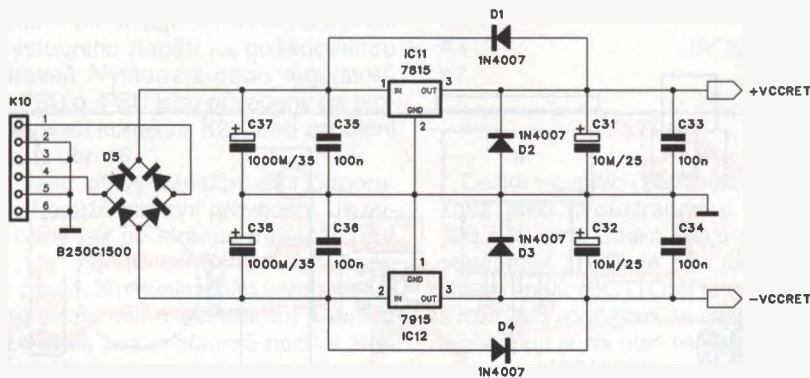 D1
1N4007
IC11
7815
1
IN
OUT
3
GND
2
+VCCRET
K10
1
2
3
4
5
6
D5
B250C1500
+
C37
1000M/35
C35
100n
1N4007
D2
+
C31
10M/25
C33
100n
+
C38
1000M/35
C36
100n
1N4007
D3
+
C32
10M/25
C34
100n
1
GND
2
IN
OUT
3
7915
IC12
-VCCRET
D4
1N4007